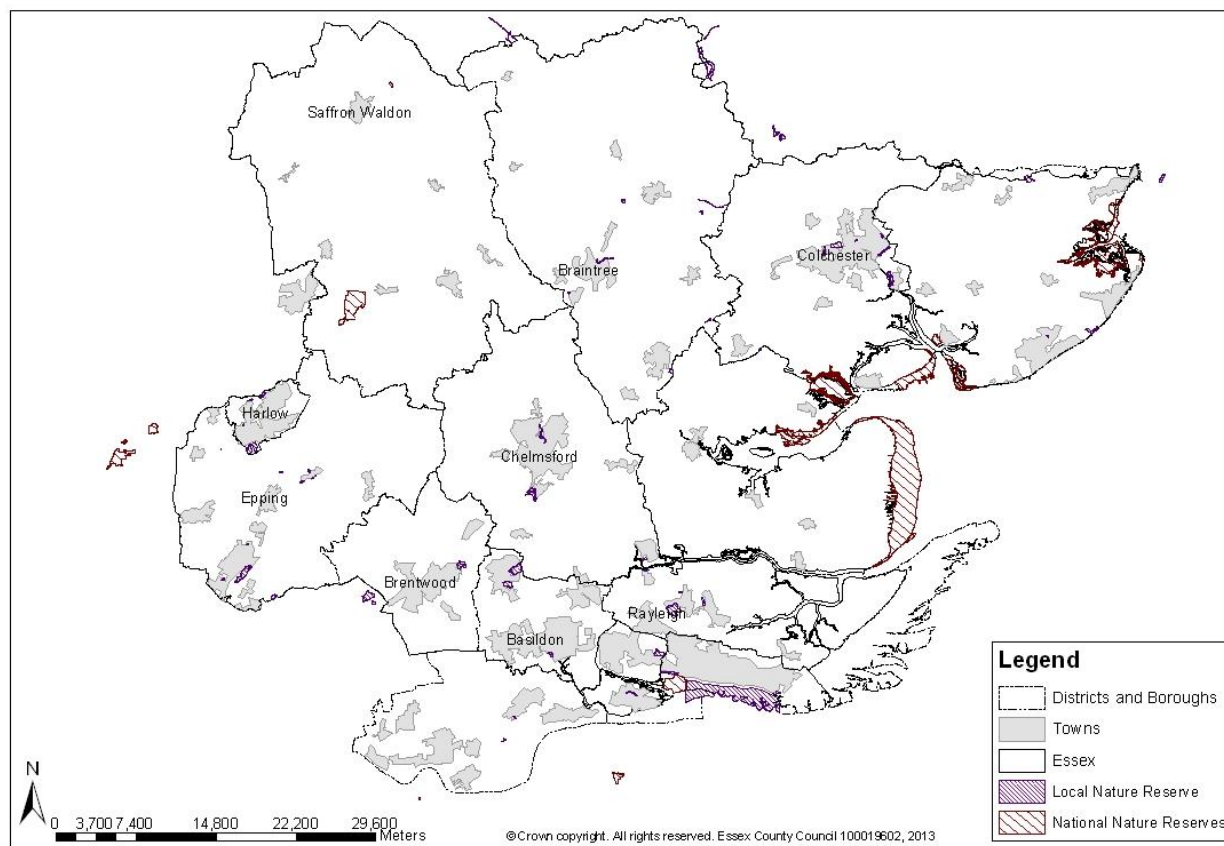 Saffron Waldon
Colchester
Braintree
Harlow
Chelmsford
Epping
Brentwood
Rayleigh
Basildon
Legend
Districts and Boroughs
Towns
Essex
Local Nature Reserve
National Nature Reserves
N
0 3,700 7,400 14,800 22,200 29,600
Meters
©Crown copyright. All rights reserved. Essex County Council 100019602, 2013